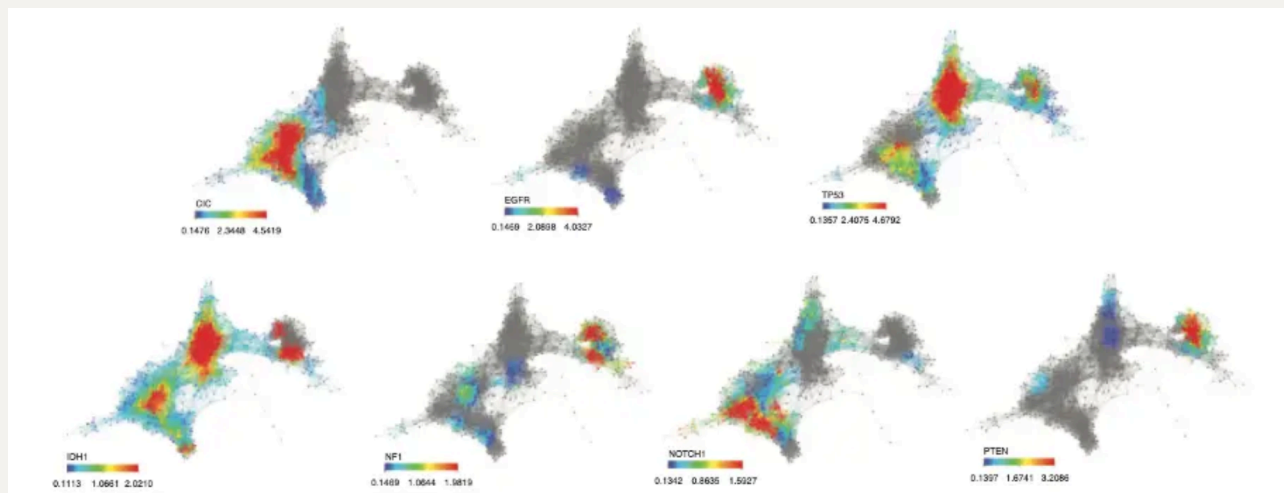 CIC
0.1476 2.3448 4.5419
EGFR
0.1469 2.0898 4.0327
TP53
0.1357 2.4075 4.6792
IDH1
0.1113 1.0661 2.0210
NF1
0.1469 1.0644 1.9819
NOTCH1
0.1342 0.8635 1.5927
PTEN
0.1397 1.6741 3.2086